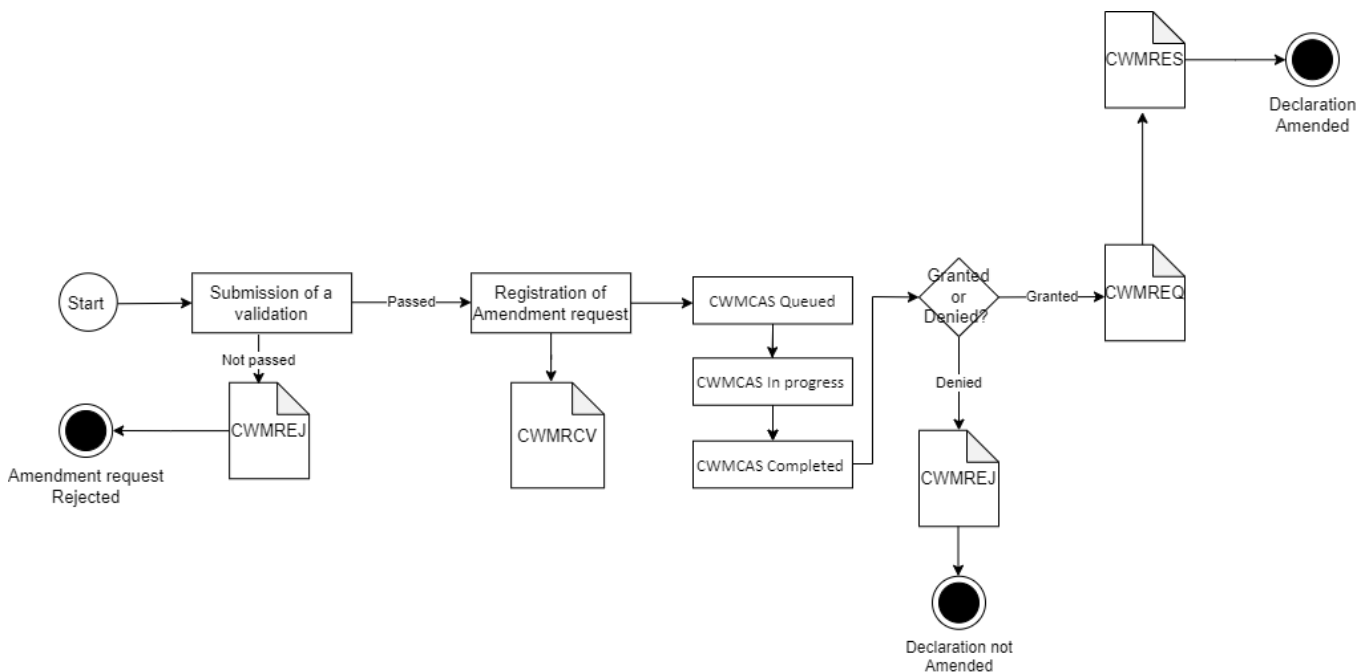 CWMRES
Declaration
Amended
Start
Submission of a
validation
Passed
Registration of
Amendment request
CWMCAS Queued
Granted
or
Denied?
Granted
CWMREQ
Not passed
CWMCAS In progress
Denied
CWMREJ
CWMRCV
Amendment request
Rejected
CWMCAS Completed
CWMREJ
Declaration not
Amended